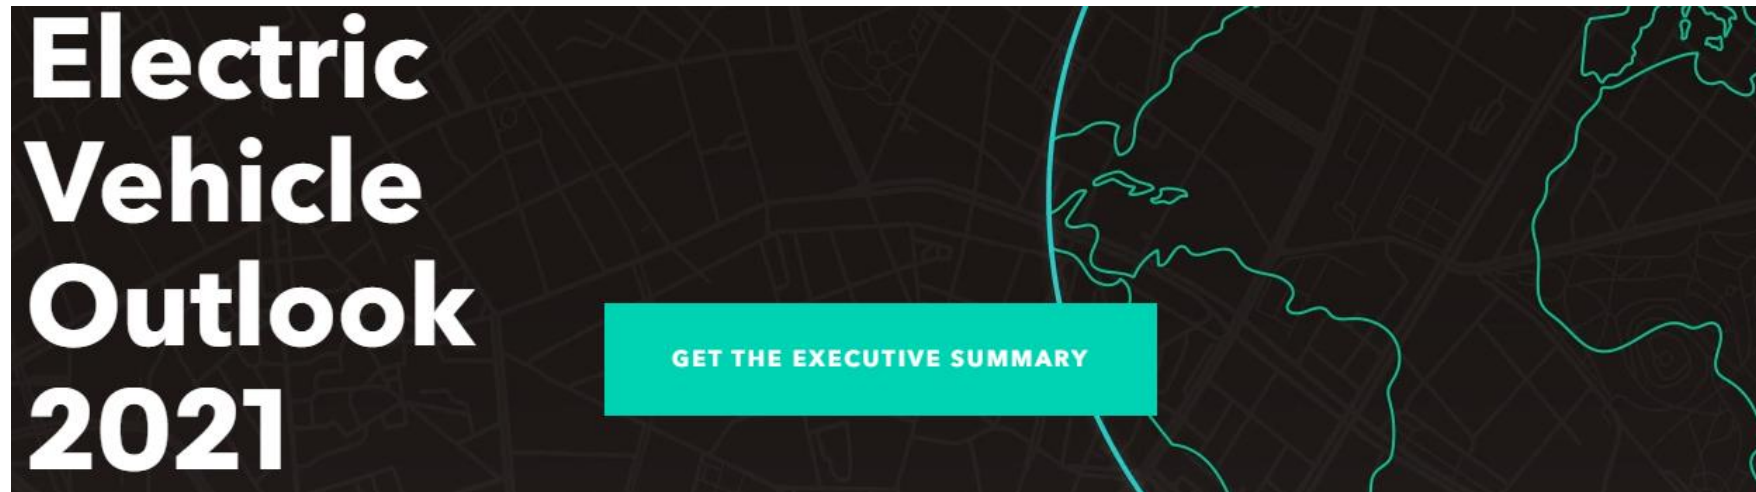 Electric
Vehicle
Outlook
2021
GET THE EXECUTIVE SUMMARY